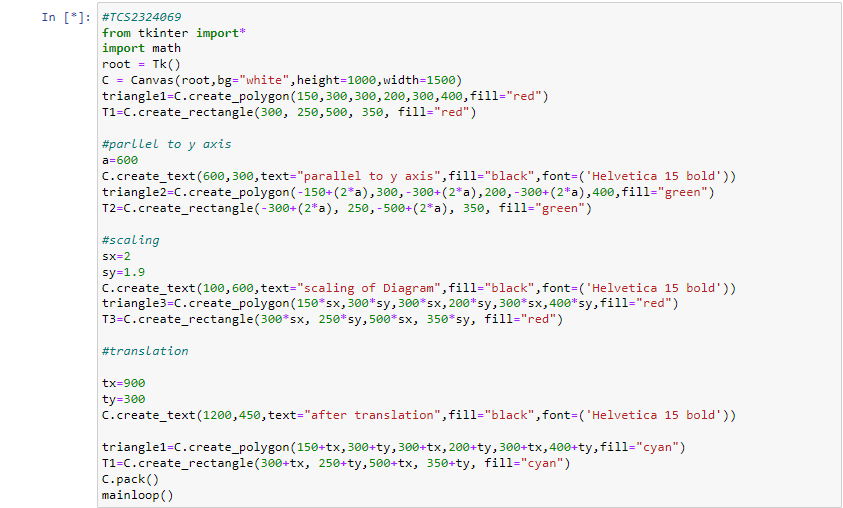 In [*]: #TCS2324069
from tkinter import*
import math
root = Tk()
C = Canvas(root,bg="white",height=1000,width=1500)
triangle1=C.create_polygon(150,300,300,200,300,400,fill="red")
T1=C.create_rectangle(300, 250,500, 350, fill="red")
#parllel to y axis
a=600
C.create_text(600,300,text="parallel to y axis",fill="black",font=('Helvetica 15 bold'))
triangle2=C.create_polygon(-150+(2*a),300,-300+(2*a),200,-300+(2*a),400,fill="green")
T2=C.create_rectangle(-300+(2*a), 250,-500+(2*a), 350, fill="green")
#scaling
sx=2
sy=1.9
C.create_text(100,600,text="scaling of Diagram",fill="black",font=('Helvetica 15 bold'))
triangle3=C.create_polygon(150*sx,300*sy,300*sx,200*sy,300*sx,400*sy,fill="red")
T3=C.create_rectangle(300*sx, 250*sy,500*sx, 350*sy, fill="red")
#translation
tx=900
ty=300
C.create_text(1200,450,text="after translation",fill="black",font=('Helvetica 15 bold'))
triangle1=C.create_polygon(150+tx,300+ty,300+tx,200+ty,300+tx,400+ty,fill="cyan")
T1=C.create_rectangle(300+tx, 250+ty,500+tx, 350+ty, fill="cyan")
C.pack()
mainloop()